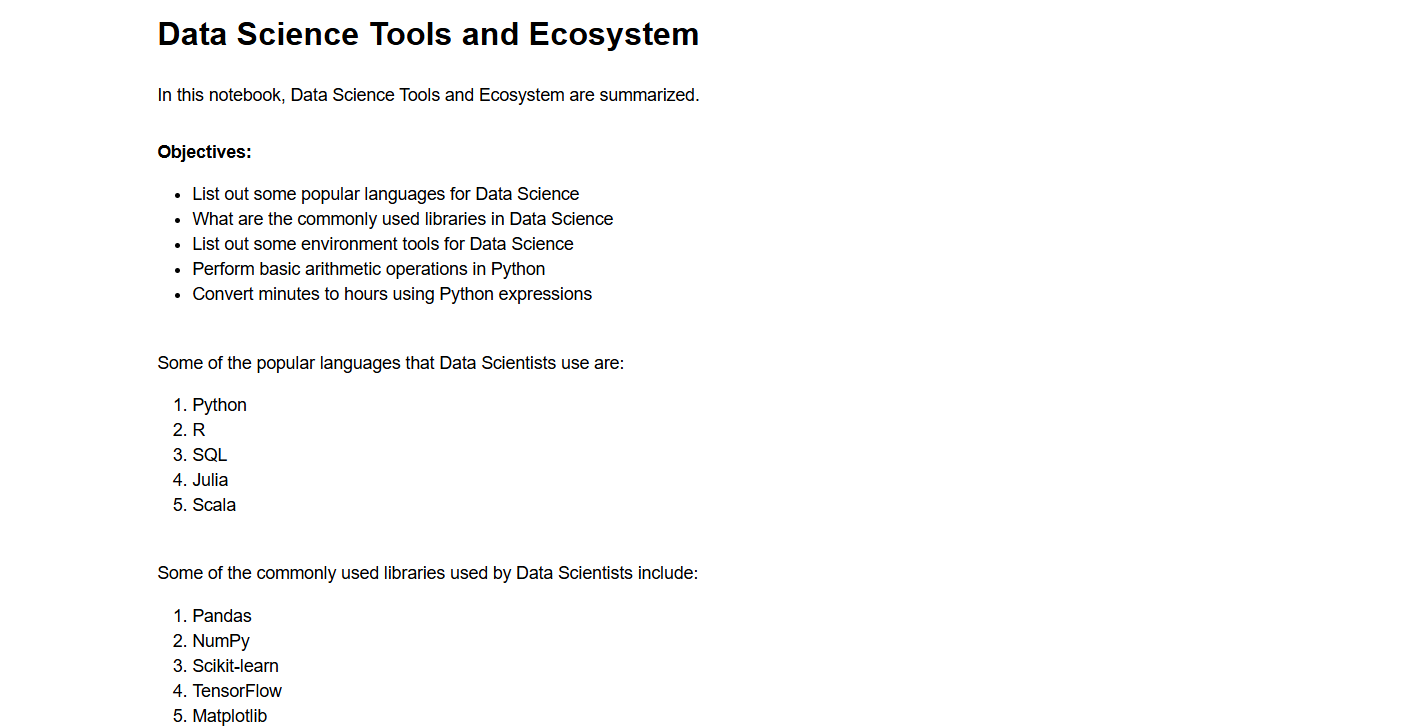 Data Science Tools and Ecosystem
In this notebook, Data Science Tools and Ecosystem are summarized.
Objectives:
• List out some popular languages for Data Science
• What are the commonly used libraries in Data Science
• List out some environment tools for Data Science
• Perform basic arithmetic operations in Python
• Convert minutes to hours using Python expressions
Some of the popular languages that Data Scientists use are:
1. Python
2. R
3. SQL
4. Julia
5. Scala
Some of the commonly used libraries used by Data Scientists include:
1. Pandas
2. NumPy
3. Scikit-learn
4. TensorFlow
5. Matplotlib